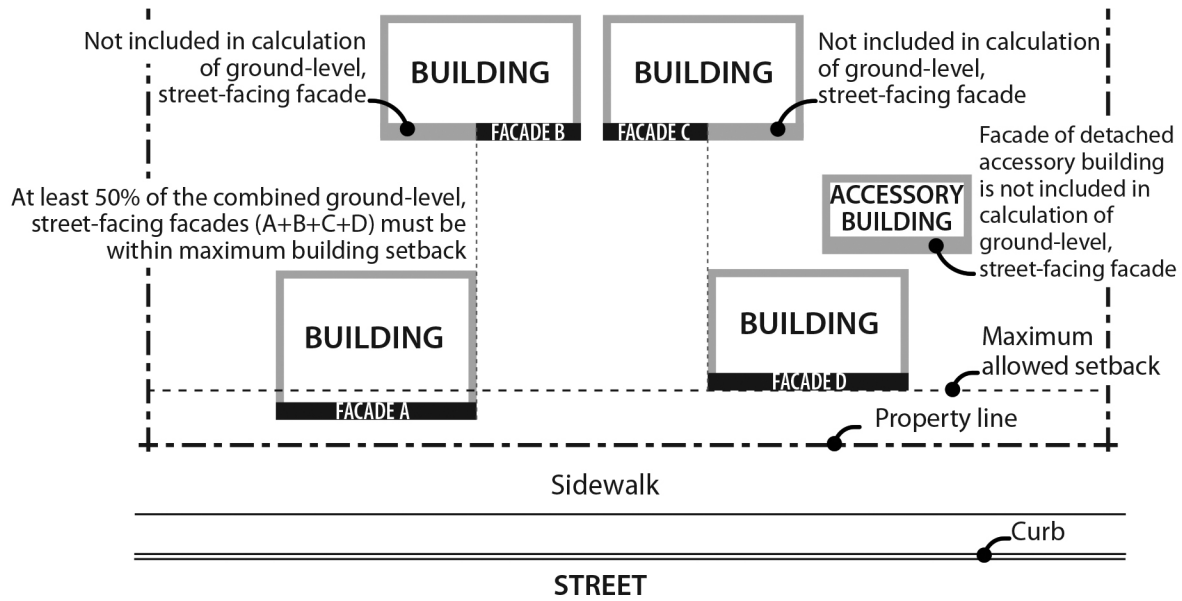 Not included in calculation
of ground-level,
street-facing facade
BUILDING
FACADE B
BUILDING
FACADE C
Not included in calculation
of ground-level,
street-facing facade
At least 50% of the combined ground-level,
street-facing facades (A+B+C+D) must be
within maximum building setback
ACCESSORY
BUILDING
Facade of detached
accessory building
is not included in
calculation of
ground-level,
street-facing facade
BUILDING
FACADE A
BUILDING
FACADE D
Maximum
allowed setback
Property line
Sidewalk
Curb
STREET